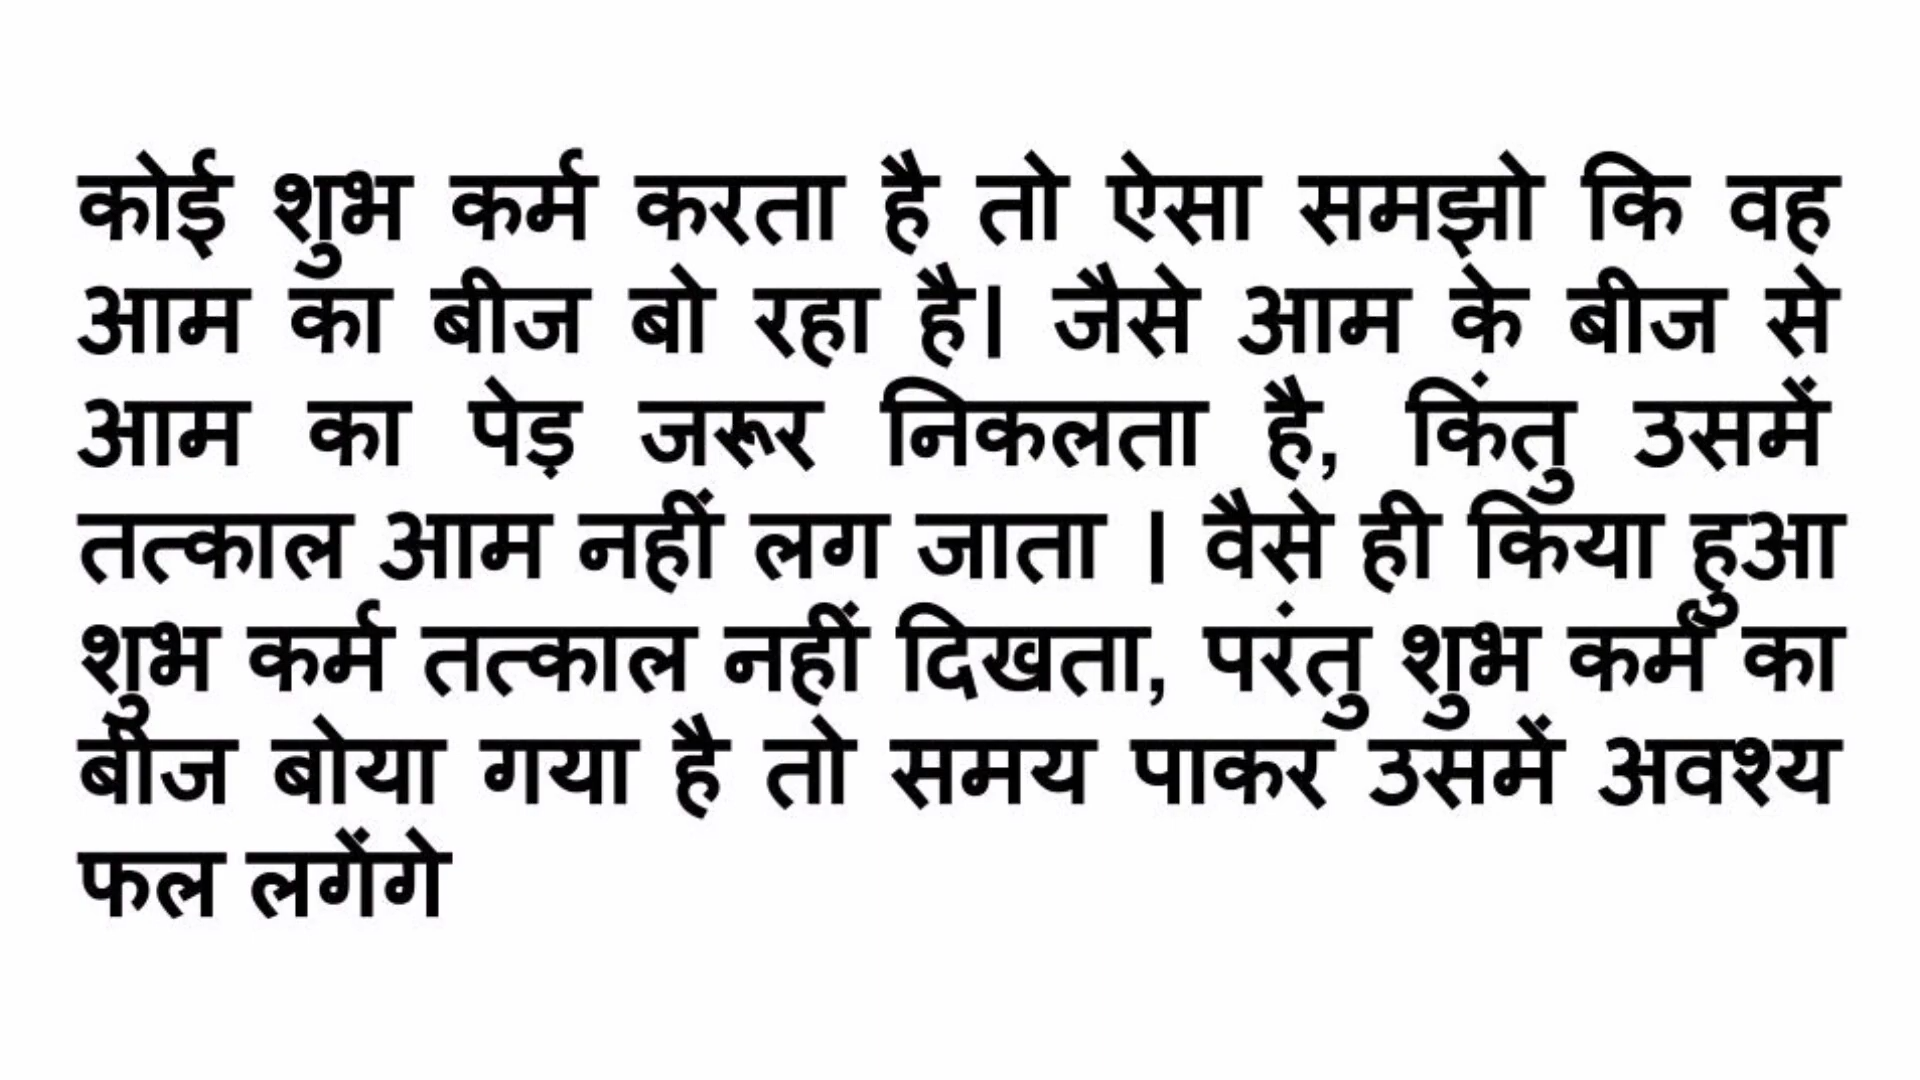 कोई शुभ कर्म करता है तो ऐसा समझो कि वह
आम का बीज बो रहा है। जैसे आम के बीज से
आम का पेड़ जरूर निकलता है, किंतु उसमें
तत्काल आम नहीं लग जाता । वैसे ही किया हुआ
शुभ कर्म तत्काल नहीं दिखता, परंतु शुभ कर्म का
बीज बोया गया है तो समय पाकर उसमें अवश्य
फल लगेंगे